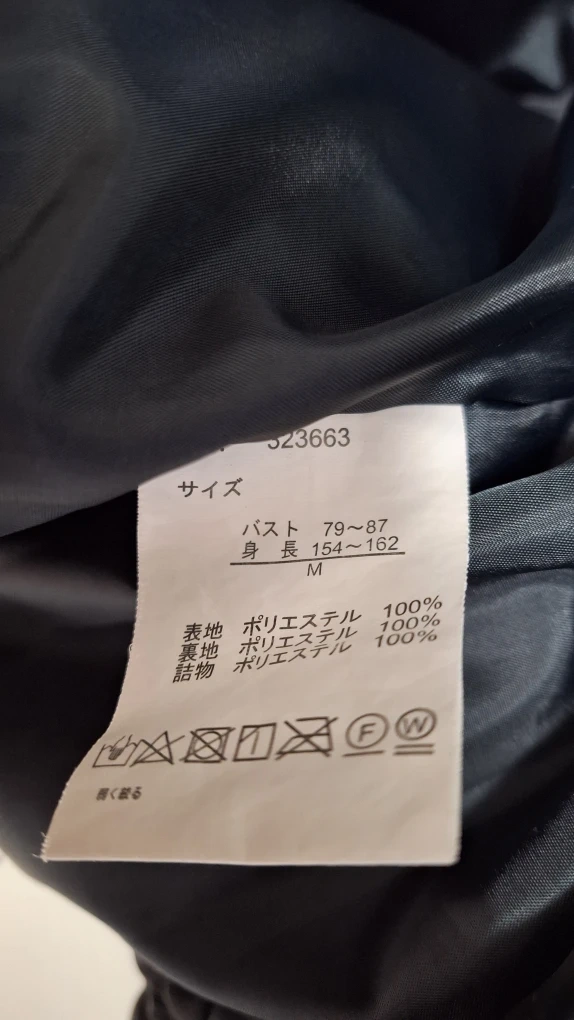 323663
サイズ
バスト 79～87
身 長 154～162
M
表地 ポリエステル 100%
裏地 ポリエステル 100%
詰物 ポリエステル 100%
F W
弱く絞る